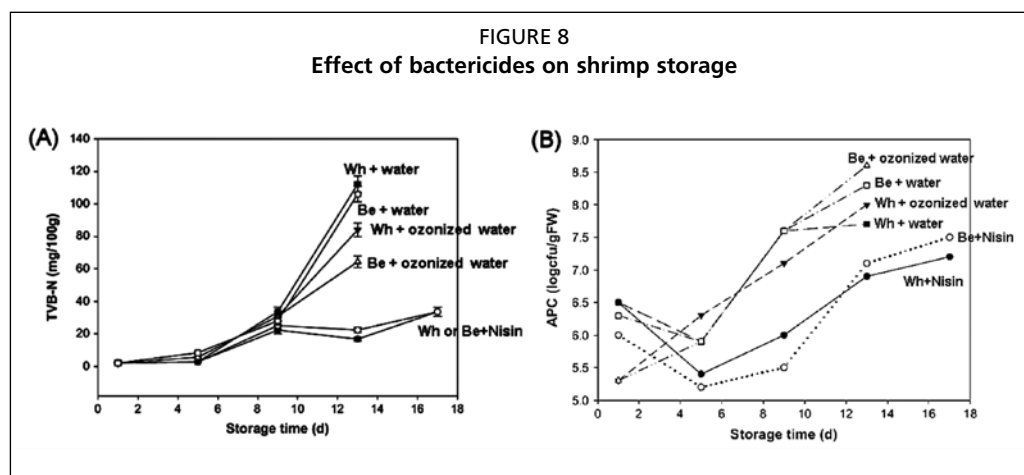 FIGURE 8
Effect of bactericides on shrimp storage
(A)
140
120
100
80
60
40
20
0
TVB-N (mg/100g)
Wh + water
Be + water
Wh + ozonized water
Be + ozonized water
Wh or Be+Nisin
0 2 4 6 8 10 12 14 16 18
Storage time (d)
(B)
9.0
8.5
8.0
7.5
7.0
6.5
6.0
5.5
5.0
APC (logcfu/gFW)
Be + ozonized water
Be + water
Wh + ozonized water
Wh + water
Be+Nisin
Wh+Nisin
0 2 4 6 8 10 12 14 16 18
Storage time (d)